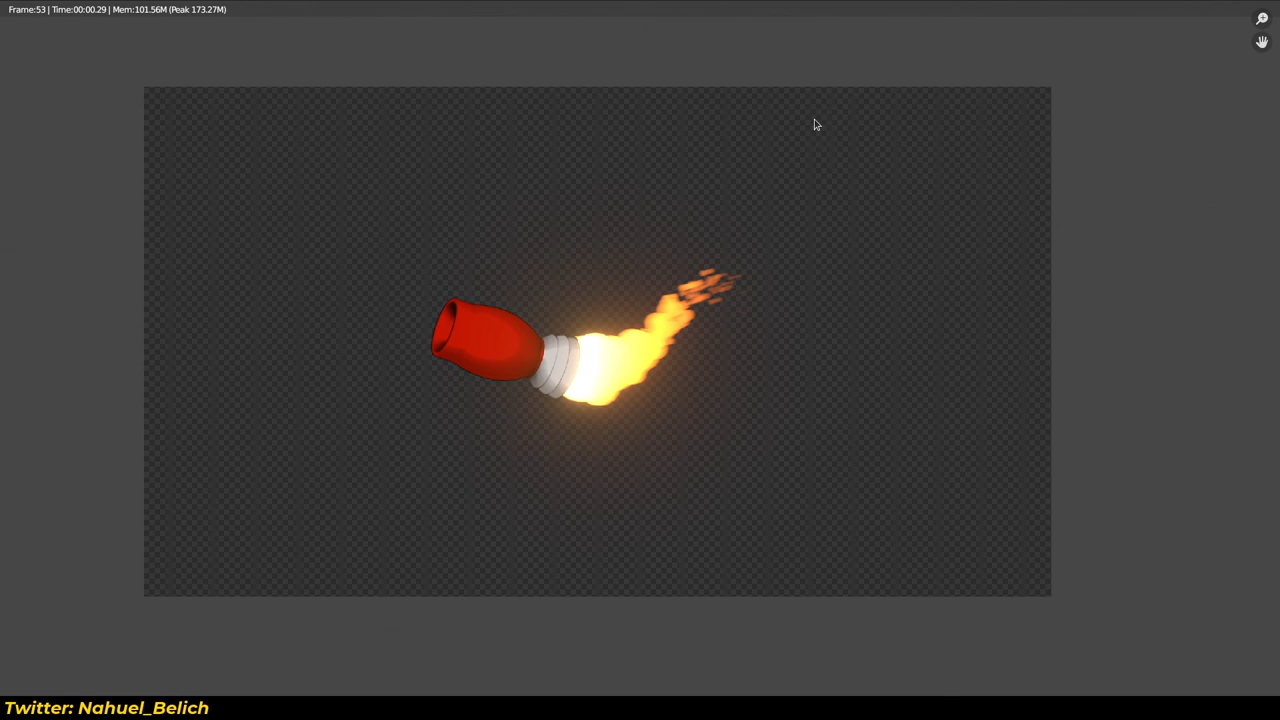 Frame:53 | Time:00:00.29 | Mem:101.56M (Peak 173.27M)
Twitter: Nahuel_Belich